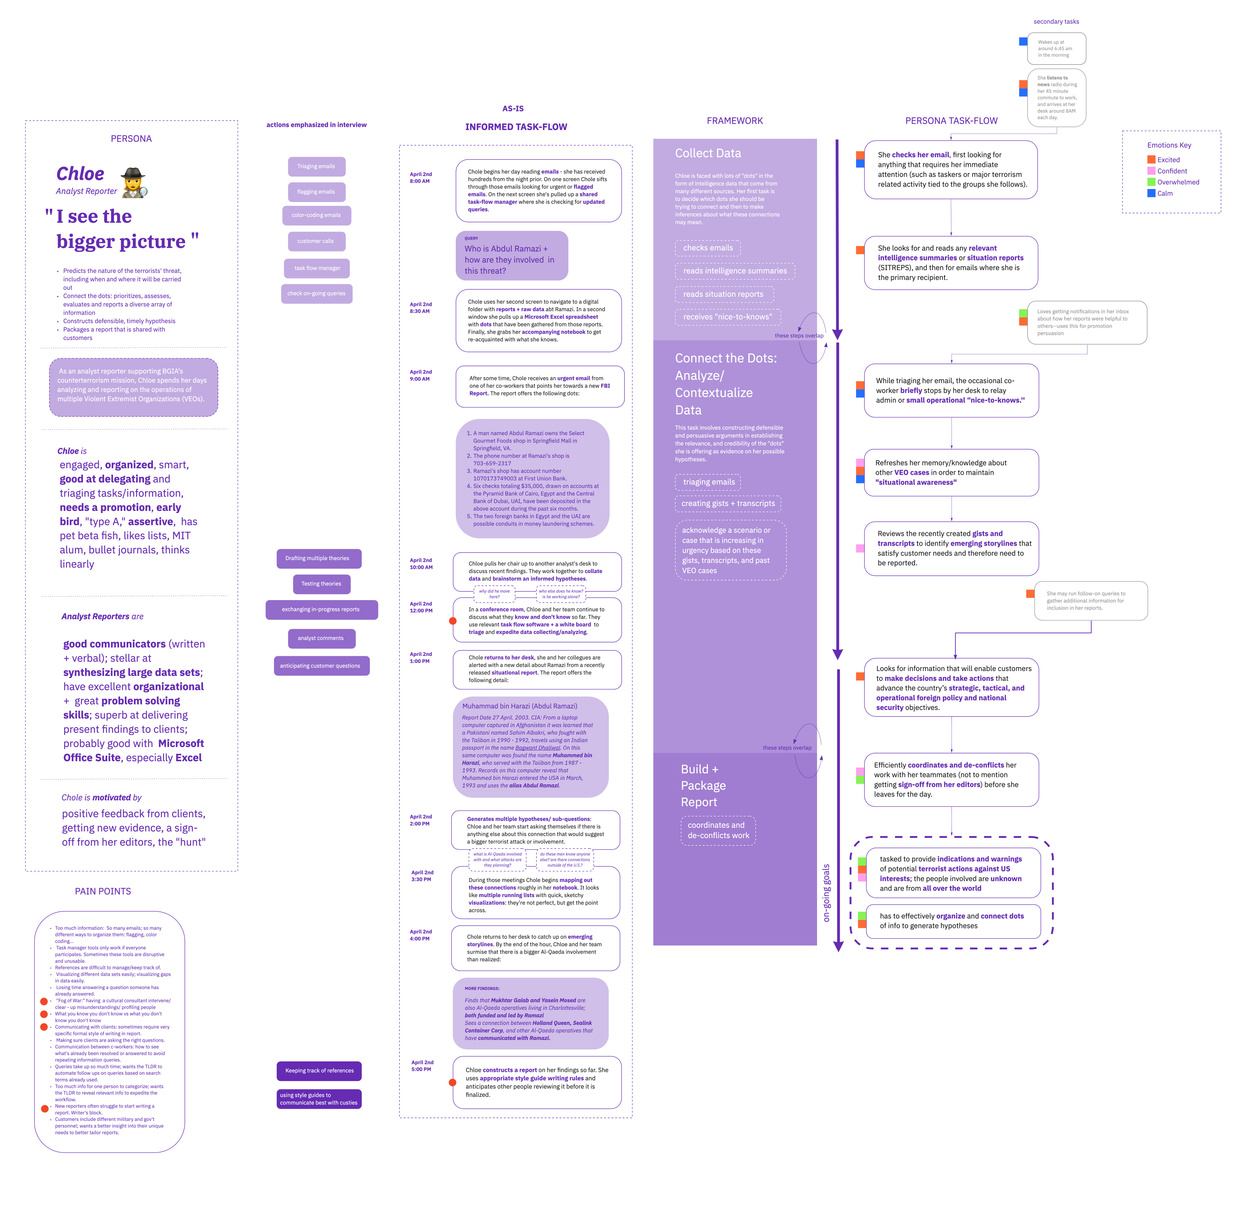 PERSONA
Chloe
Analyst Reporter
" I see the
bigger picture "
• Predicts the nature of the terrorists' threat,
including when and where it will be carried
out
• Connect the dots: prioritizes, assesses,
evaluates and reports a diverse array of
information
• Constructs defensible, timely hypothesis
• Packages a report that is shared with
customers
As an analyst reporter supporting BGIA's
counterterrorism mission, Chloe spends her days
analyzing and reporting on the operations of
multiple Violent Extremist Organizations (VEOs).
Chloe is
engaged, organized, smart,
good at delegating and
triaging tasks/information,
needs a promotion, early
bird, "type A," assertive, has
pet beta fish, likes lists, MIT
alum, bullet journals, thinks
linearly
Analyst Reporters are
good communicators (written
+ verbal); stellar at
synthesizing large data sets;
have excellent organizational
+ great problem solving
skills; superb at delivering
present findings to clients;
probably good with Microsoft
Office Suite, especially Excel
Chole is motivated by
positive feedback from clients,
getting new evidence, a sign-
off from her editors, the "hunt"
PAIN POINTS
• Too much information: So many emails; so many
different ways to organize them: flagging, color
coding...
• Task manager tools only work if everyone
participates. Sometimes these tools are disruptive
and unusable.
• References are difficult to manage/keep track of.
• Visualizing different data sets easily; visualizing gaps
in data easily.
• Losing time answering a question someone has
already answered.
• "Fog of War:" having a cultural consultant intervene/
clear - up misunderstandings/ profiling people
• What you know you don't know vs what you don't
know you don't know
• Communicating with clients: sometimes require very
specific formal style of writing in report.
• Making sure clients are asking the right questions.
• Communication between c-workers: how to see
what's already been resolved or answered to avoid
repeating information queries.
• Queries take up so much time; wants the TLDR to
automate follow ups on queries based on search
terms already used.
• Too much info for one person to categorize; wants
the TLDR to reveal relevant info to expedite the
workflow.
• New reporters often struggle to start writing a
report. Writer's block.
• Customers include different military and gov't
personnel; wants a better insight into their unique
needs to better tailor reports.
actions emphasized in interview
Triaging emails
flagging emails
color-coding emails
customer calls
task flow manager
check on-going queries
Drafting multiple theories
Testing theories
exchanging in-progress reports
analyst comments
anticipating customer questions
Keeping track of references
using style guides to
communicate best with custies
AS-IS
INFORMED TASK-FLOW
April 2nd
8:00 AM
Chloe begins her day reading emails - she has received
hundreds from the night prior. On one screen Chloe sifts
through those emails looking for urgent or flagged
emails. On the next screen she's pulled up a shared
task-flow manager where she is checking for updated
queries.
QUERY
Who is Abdul Ramazi +
how are they involved in
this threat?
April 2nd
8:30 AM
Chole uses her second screen to navigate to a digital
folder with reports + raw data abt Ramazi. In a second
window she pulls up a Microsoft Excel spreadsheet
with dots that have been gathered from those reports.
Finally, she grabs her accompanying notebook to get
re-acquainted with what she knows.
April 2nd
9:00 AM
After some time, Chole receives an urgent email from
one of her co-workers that points her towards a new FBI
Report. The report offers the following dots:
1. A man named Abdul Ramazi owns the Select
Gourmet Foods shop in Springfield Mall in
Springfield, VA.
2. The phone number at Ramazi's shop is
703-659-2317
3. Ramazi's shop has account number
1070173749003 at First Union Bank.
4. Six checks totaling $35,000, drawn on accounts at
the Pyramid Bank of Cairo, Egypt and the Central
Bank of Dubai, UAI, have been deposited in the
above account during the past six months.
5. The two foreign banks in Egypt and the UAI are
possible conduits in money laundering schemes.
April 2nd
10:00 AM
Chloe pulls her chair up to another analyst's desk to
discuss recent findings. They work together to collate
data and brainstorm an informed hypotheses.
why did he move
here?
who else does he know?
is he working alone?
April 2nd
12:00 PM
In a conference room, Chloe and her team continue to
discuss what they know and don't know so far. They
use relevant task flow software + a white board to
triage and expedite data collecting/analyzing.
April 2nd
1:00 PM
Chole returns to her desk, she and her collegues are
alerted with a new detail about Ramazi from a recently
released situational report. The report offers the
following detail:
Muhammad bin Harazi (Abdul Ramazi)
Report Date 27 April. 2003. CIA: From a laptop
computer captured in Afghanistan it was learned that
a Pakistani named Sahim Albakri, who fought with
the Taliban in 1990 - 1992, travels using an Indian
passport in the name Bagwant Dhaliwal. On this
same computer was found the name Muhammed bin
Harazi, who served with the Taliban from 1987 -
1993. Records on this computer reveal that
Muhammed bin Harazi entered the USA in March,
1993 and uses the alias Abdul Ramazi.
April 2nd
2:00 PM
Generates multiple hypotheses/ sub-questions:
Chloe and her team start asking themselves if there is
anything else about this connection that would suggest
a bigger terrorist attack or involvement.
what is Al-Qaeda involved
with and what attacks are
they planning?
do these men know anyone
else? are there connections
outside of the U.S.?
April 2nd
3:30 PM
During those meetings Chole begins mapping out
these connections roughly in her notebook. It looks
like multiple running lists with quick, sketchy
visualizations: they're not perfect, but get the point
across.
April 2nd
4:00 PM
Chole returns to her desk to catch up on emerging
storylines. By the end of the hour, Chloe and her team
surmise that there is a bigger Al-Qaeda involvement
than realized:
MORE FINDINGS:
Finds that Mukhtar Galab and Yasein Mosed are
also Al-Qaeda operatives living in Charlottesville;
both funded and led by Ramazi
Sees a connection between Holland Queen, Sealink
Container Corp, and other Al-Qaeda operatives that
have communicated with Ramazi.
April 2nd
5:00 PM
Chloe constructs a report on her findings so far. She
uses appropriate style guide writing rules and
anticipates other people reviewing it before it is
finalized.
FRAMEWORK
Collect Data
Chloe is faced with lots of "dots" in the
form of intelligence data that come from
many different sources. Her first task is
to decide which dots she should be
trying to connect and then to make
inferences about what these connections
may mean.
checks emails
reads intelligence summaries
reads situation reports
receives "nice-to-knows"
these steps overlap
Connect the Dots:
Analyze/
Contextualize
Data
This task involves constructing defensible
and persuasive arguments in establishing
the relevance, and credibility of the "dots"
she is offering as evidence on her possible
hypotheses.
triaging emails
creating gists + transcripts
acknowledge a scenario or
case that is increasing in
urgency based on these
gists, transcripts, and past
VEO cases
these steps overlap
Build +
Package
Report
coordinates and
de-conflicts work
on-going goals
PERSONA TASK-FLOW
secondary tasks
Wakes up at
around 6:45 am
in the morning
She listens to
news radio during
her 45 minute
commute to work,
and arrives at her
desk around 8AM
each day.
She checks her email, first looking for
anything that requires her immediate
attention (such as taskers or major terrorism
related activity tied to the groups she follows).
She looks for and reads any relevant
intelligence summaries or situation reports
(SITREPS), and then for emails where she is
the primary recipient.
Loves getting notifications in her inbox
about how her reports were helpful to
others—uses this for promotion
persuasion
While triaging her email, the occasional co-
worker briefly stops by her desk to relay
admin or small operational "nice-to-knows."
Refreshes her memory/knowledge about
other VEO cases in order to maintain
"situational awareness"
Reviews the recently created gists and
transcripts to identify emerging storylines that
satisfy customer needs and therefore need to
be reported.
She may run follow-on queries to
gather additional information for
inclusion in her reports.
Looks for information that will enable customers
to make decisions and take actions that
advance the country's strategic, tactical, and
operational foreign policy and national
security objectives.
Efficiently coordinates and de-conflicts her
work with her teammates (not to mention
getting sign-off from her editors) before she
leaves for the day.
tasked to provide indications and warnings
of potential terrorist actions against US
interests; the people involved are unknown
and are from all over the world
has to effectively organize and connect dots
of info to generate hypotheses
Emotions Key
Excited
Confident
Overwhelmed
Calm